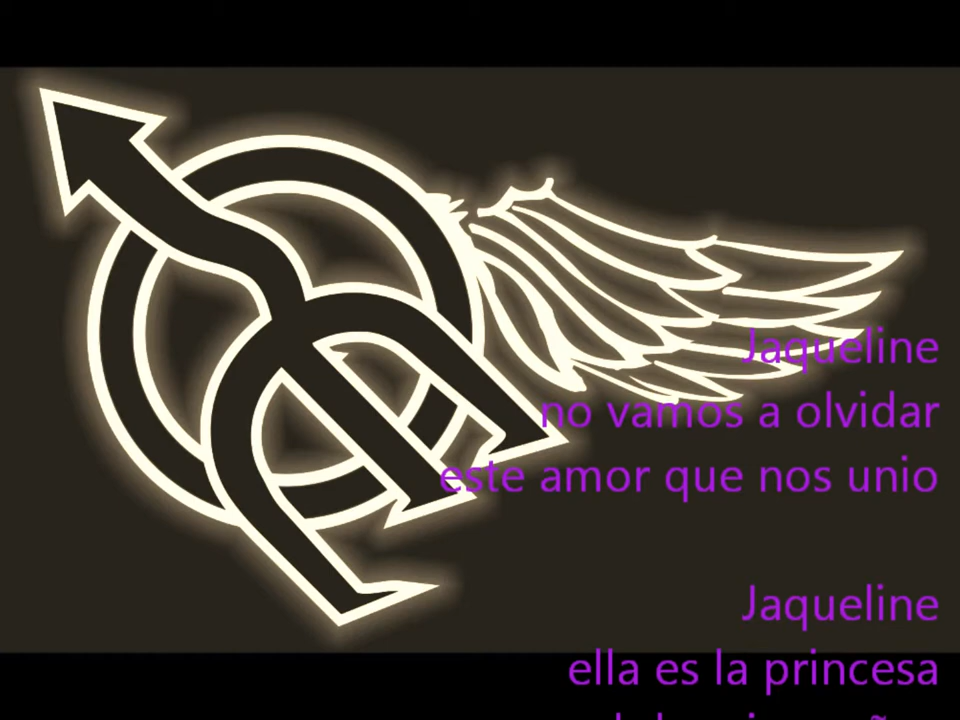 Jaqueline
no vamos a olvidar
este amor que nos unio
Jaqueline
ella es la princesa